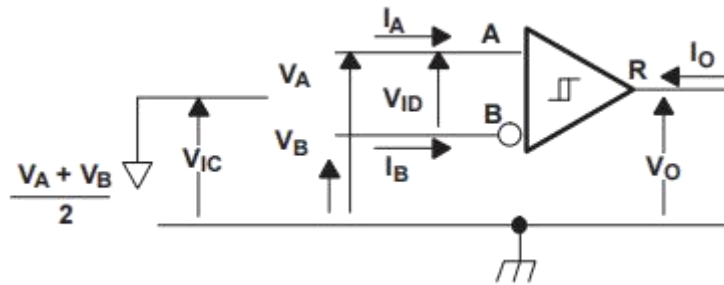 I_A
A
V_A
V_ID
R
I_O
V_B
B
I_B
V_IC
V_O
V_A + V_B
2